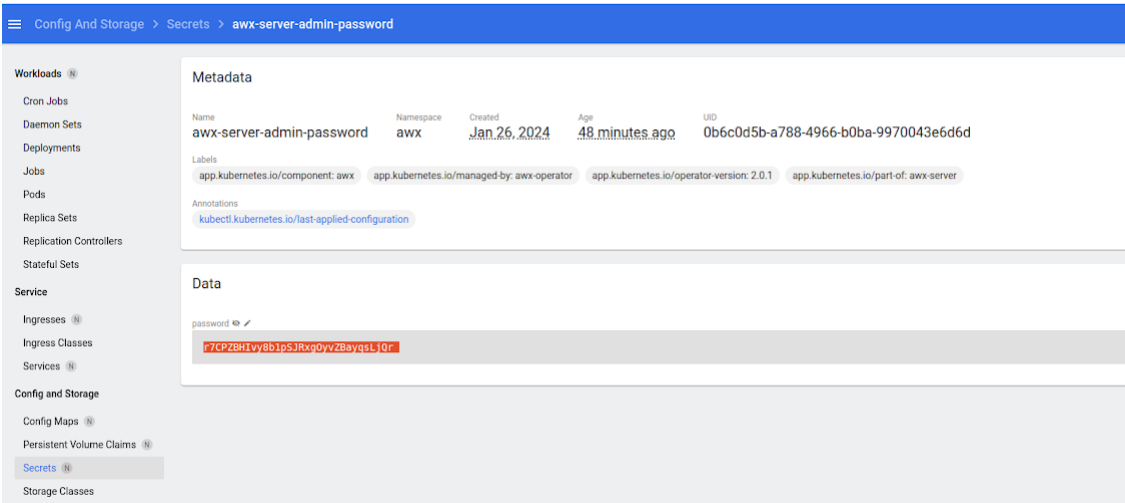 Config And Storage > Secrets > awx-server-admin-password
Workloads N
Cron Jobs
Daemon Sets
Deployments
Jobs
Pods
Replica Sets
Replication Controllers
Stateful Sets
Service
Ingresses N
Ingress Classes
Services N
Config and Storage
Config Maps N
Persistent Volume Claims N
Secrets N
Storage Classes
Metadata
Name Namespace Created Age UID
awx-server-admin-password awx Jan 26, 2024 48 minutes ago 0b6c0d5b-a788-4966-b0ba-9970043e6d6d
Labels
app.kubernetes.io/component: awx app.kubernetes.io/managed-by: awx-operator app.kubernetes.io/operator-version: 2.0.1 app.kubernetes.io/part-of: awx-server
Annotations
kubectl.kubernetes.io/last-applied-configuration
Data
password
r7CPZBHIvy8b1pSJRxgOyvZBayqsLjQr